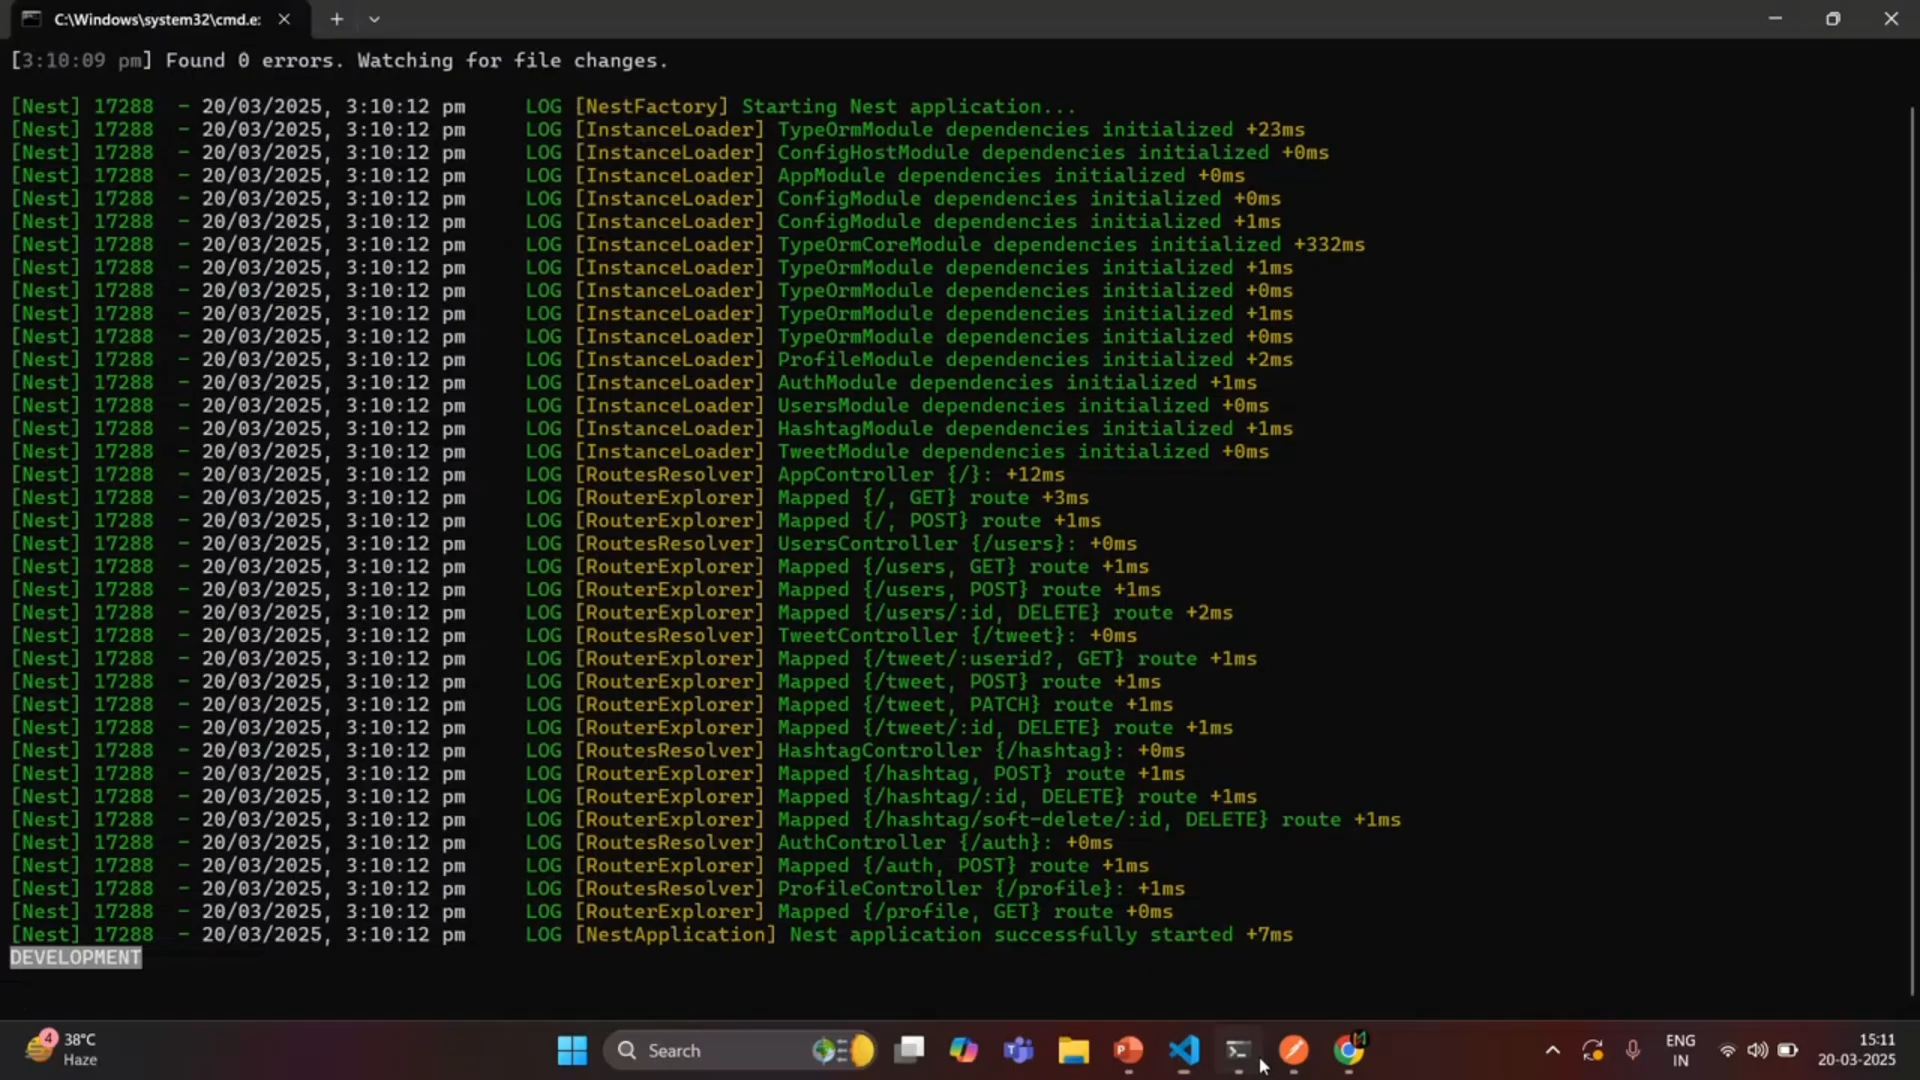 C:\Windows\system32\cmd.e:
[3:10:09 pm] Found 0 errors. Watching for file changes.
[Nest] 17288  - 20/03/2025, 3:10:12 pm     LOG [NestFactory] Starting Nest application...
[Nest] 17288  - 20/03/2025, 3:10:12 pm     LOG [InstanceLoader] TypeOrmModule dependencies initialized +23ms
[Nest] 17288  - 20/03/2025, 3:10:12 pm     LOG [InstanceLoader] ConfigHostModule dependencies initialized +0ms
[Nest] 17288  - 20/03/2025, 3:10:12 pm     LOG [InstanceLoader] AppModule dependencies initialized +0ms
[Nest] 17288  - 20/03/2025, 3:10:12 pm     LOG [InstanceLoader] ConfigModule dependencies initialized +0ms
[Nest] 17288  - 20/03/2025, 3:10:12 pm     LOG [InstanceLoader] ConfigModule dependencies initialized +1ms
[Nest] 17288  - 20/03/2025, 3:10:12 pm     LOG [InstanceLoader] TypeOrmCoreModule dependencies initialized +332ms
[Nest] 17288  - 20/03/2025, 3:10:12 pm     LOG [InstanceLoader] TypeOrmModule dependencies initialized +1ms
[Nest] 17288  - 20/03/2025, 3:10:12 pm     LOG [InstanceLoader] TypeOrmModule dependencies initialized +0ms
[Nest] 17288  - 20/03/2025, 3:10:12 pm     LOG [InstanceLoader] TypeOrmModule dependencies initialized +1ms
[Nest] 17288  - 20/03/2025, 3:10:12 pm     LOG [InstanceLoader] TypeOrmModule dependencies initialized +0ms
[Nest] 17288  - 20/03/2025, 3:10:12 pm     LOG [InstanceLoader] ProfileModule dependencies initialized +2ms
[Nest] 17288  - 20/03/2025, 3:10:12 pm     LOG [InstanceLoader] AuthModule dependencies initialized +1ms
[Nest] 17288  - 20/03/2025, 3:10:12 pm     LOG [InstanceLoader] UsersModule dependencies initialized +0ms
[Nest] 17288  - 20/03/2025, 3:10:12 pm     LOG [InstanceLoader] HashtagModule dependencies initialized +1ms
[Nest] 17288  - 20/03/2025, 3:10:12 pm     LOG [InstanceLoader] TweetModule dependencies initialized +0ms
[Nest] 17288  - 20/03/2025, 3:10:12 pm     LOG [RoutesResolver] AppController {/}: +12ms
[Nest] 17288  - 20/03/2025, 3:10:12 pm     LOG [RouterExplorer] Mapped {/, GET} route +3ms
[Nest] 17288  - 20/03/2025, 3:10:12 pm     LOG [RouterExplorer] Mapped {/, POST} route +1ms
[Nest] 17288  - 20/03/2025, 3:10:12 pm     LOG [RoutesResolver] UsersController {/users}: +0ms
[Nest] 17288  - 20/03/2025, 3:10:12 pm     LOG [RouterExplorer] Mapped {/users, GET} route +1ms
[Nest] 17288  - 20/03/2025, 3:10:12 pm     LOG [RouterExplorer] Mapped {/users, POST} route +1ms
[Nest] 17288  - 20/03/2025, 3:10:12 pm     LOG [RouterExplorer] Mapped {/users/:id, DELETE} route +2ms
[Nest] 17288  - 20/03/2025, 3:10:12 pm     LOG [RoutesResolver] TweetController {/tweet}: +0ms
[Nest] 17288  - 20/03/2025, 3:10:12 pm     LOG [RouterExplorer] Mapped {/tweet/:userid?, GET} route +1ms
[Nest] 17288  - 20/03/2025, 3:10:12 pm     LOG [RouterExplorer] Mapped {/tweet, POST} route +1ms
[Nest] 17288  - 20/03/2025, 3:10:12 pm     LOG [RouterExplorer] Mapped {/tweet, PATCH} route +1ms
[Nest] 17288  - 20/03/2025, 3:10:12 pm     LOG [RouterExplorer] Mapped {/tweet/:id, DELETE} route +1ms
[Nest] 17288  - 20/03/2025, 3:10:12 pm     LOG [RoutesResolver] HashtagController {/hashtag}: +0ms
[Nest] 17288  - 20/03/2025, 3:10:12 pm     LOG [RouterExplorer] Mapped {/hashtag, POST} route +1ms
[Nest] 17288  - 20/03/2025, 3:10:12 pm     LOG [RouterExplorer] Mapped {/hashtag/:id, DELETE} route +1ms
[Nest] 17288  - 20/03/2025, 3:10:12 pm     LOG [RouterExplorer] Mapped {/hashtag/soft-delete/:id, DELETE} route +1ms
[Nest] 17288  - 20/03/2025, 3:10:12 pm     LOG [RoutesResolver] AuthController {/auth}: +0ms
[Nest] 17288  - 20/03/2025, 3:10:12 pm     LOG [RouterExplorer] Mapped {/auth, POST} route +1ms
[Nest] 17288  - 20/03/2025, 3:10:12 pm     LOG [RoutesResolver] ProfileController {/profile}: +1ms
[Nest] 17288  - 20/03/2025, 3:10:12 pm     LOG [RouterExplorer] Mapped {/profile, GET} route +0ms
[Nest] 17288  - 20/03/2025, 3:10:12 pm     LOG [NestApplication] Nest application successfully started +7ms
DEVELOPMENT
4
38°C
Haze
Search
ENG
IN
15:11
20-03-2025